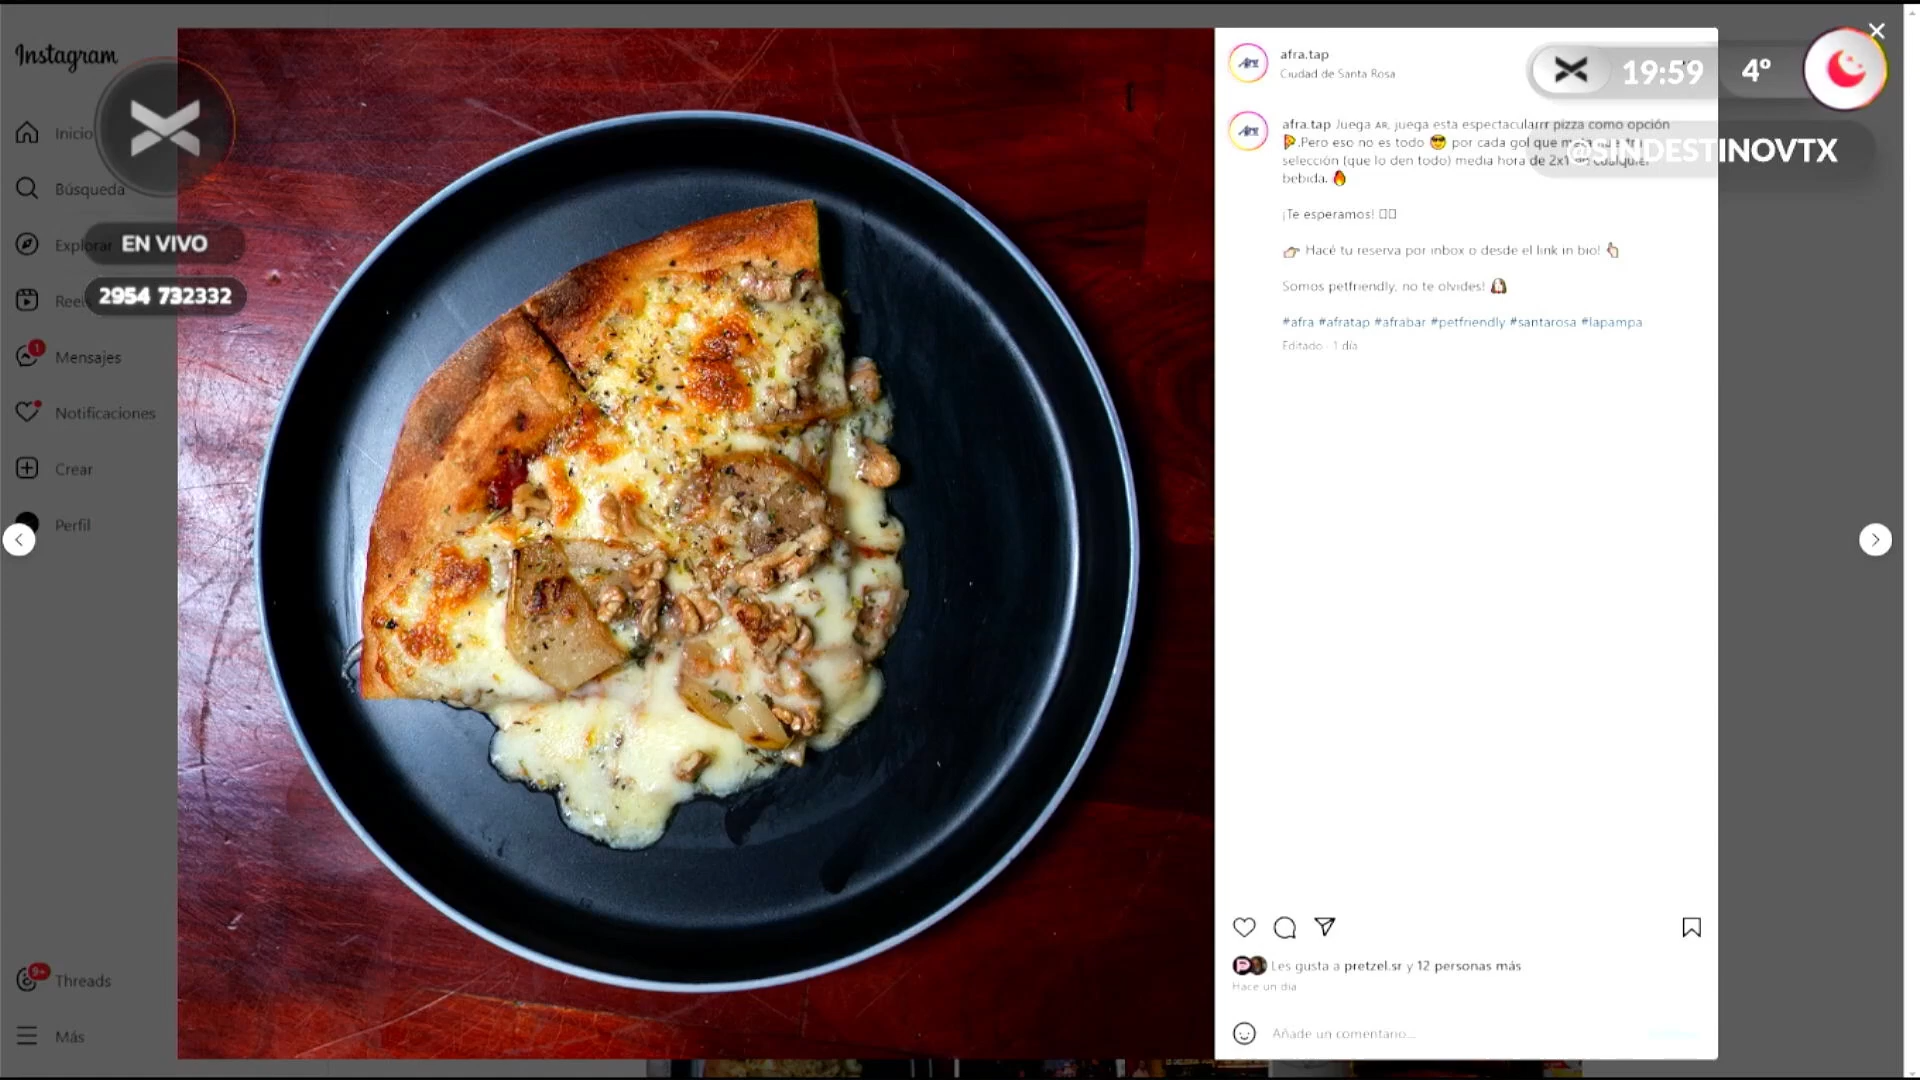 Instagram
Inicio
Búsqueda
Explorar
Reels
Mensajes
1
Notificaciones
Crear
Perfil
9+
Threads
Más
EN VIVO
2954 732332
afra.tap
Ciudad de Santa Rosa
19:59
4º
@SINDESTINOVTX
afra.tap Juega AR, juega esta espectacularrr pizza como opción
🍕.Pero eso no es todo 😎 por cada gol que
selección (que lo den todo) media hora de 2x1
bebida. 🔥
¡Te esperamos!
👉🏻 Hacé tu reserva por inbox o desde el link in bio! 👆🏻
Somos petfriendly, no te olvides! 🐶
#afra #afratap #afrabar #petfriendly #santarosa #lapampa
Editado · 1 día
Les gusta a pretzel.sr y 12 personas más
Hace un día
Añade un comentario...